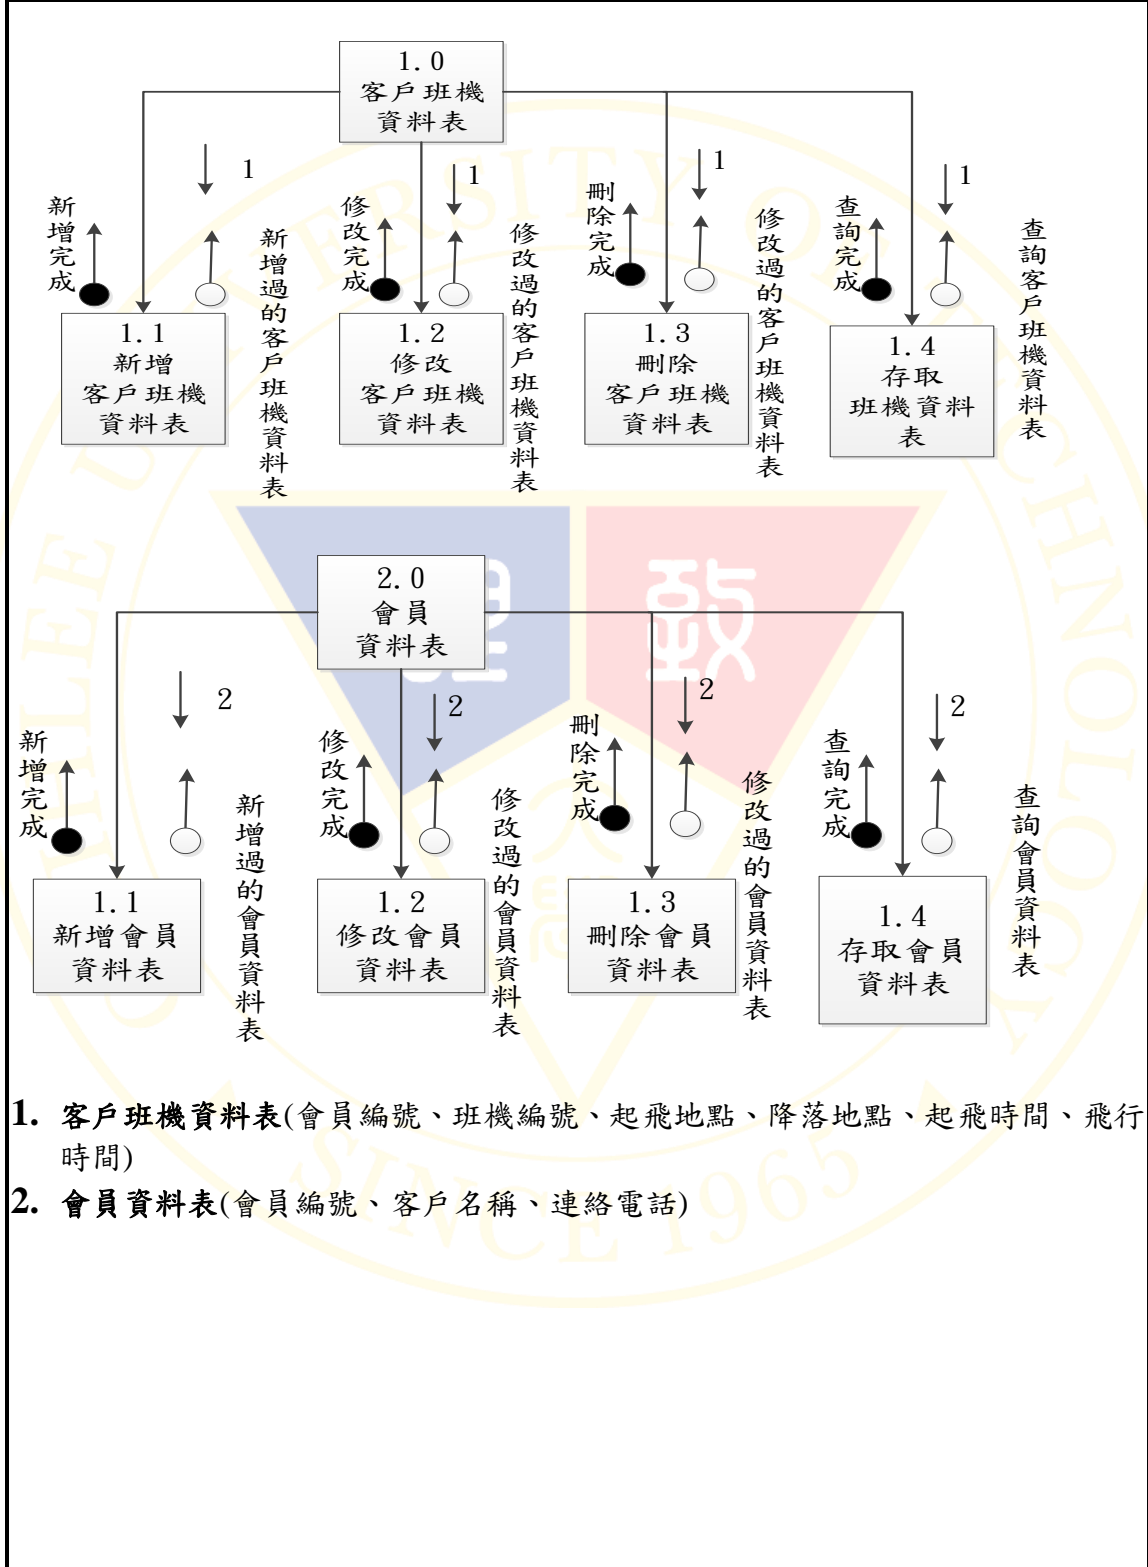 1.0
客戶班機
資料表
1
1
1
1
新增完成
新增過的客戶班機資料表
修改完成
修改過的客戶班機資料表
刪除完成
修改過的客戶班機資料表
查詢完成
查詢客戶班機資料表
1.1
新增
客戶班機
資料表
1.2
修改
客戶班機
資料表
1.3
刪除
客戶班機
資料表
1.4
存取
班機資料
表
2.0
會員
資料表
2
2
2
2
新增完成
新增過的會員資料表
修改完成
修改過的會員資料表
刪除完成
修改過的會員資料表
查詢完成
查詢會員資料表
1.1
新增會員
資料表
1.2
修改會員
資料表
1.3
刪除會員
資料表
1.4
存取會員
資料表
1. 客戶班機資料表(會員編號、班機編號、起飛地點、降落地點、起飛時間、飛行
時間)
2. 會員資料表(會員編號、客戶名稱、連絡電話)
SINCE 1965